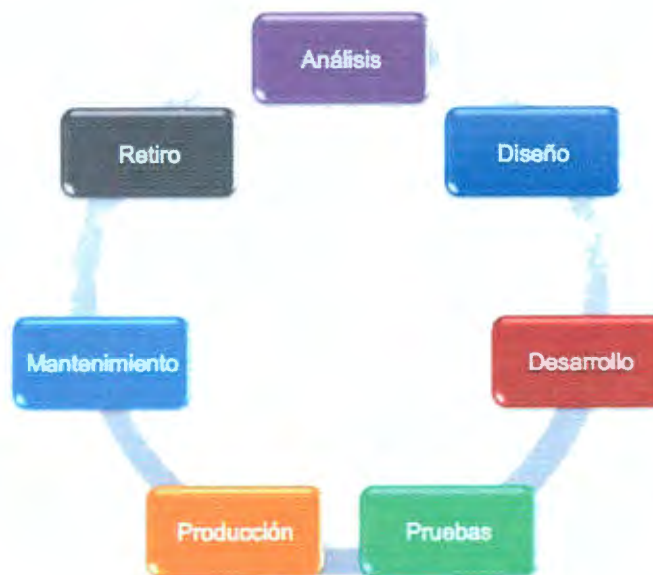 Análisis
Diseño
Desarrollo
Pruebas
Producción
Mantenimiento
Retiro